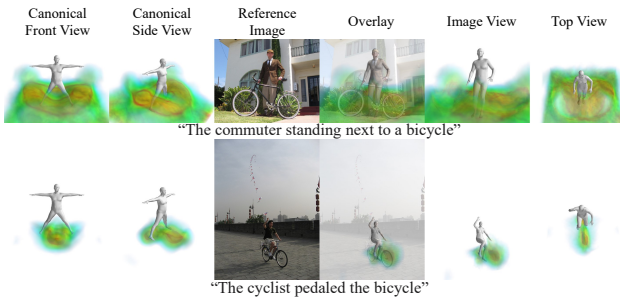 Canonical Front View
Canonical Side View
Reference Image
Overlay
Image View
Top View
“The commuter standing next to a bicycle”
“The cyclist pedaled the bicycle”